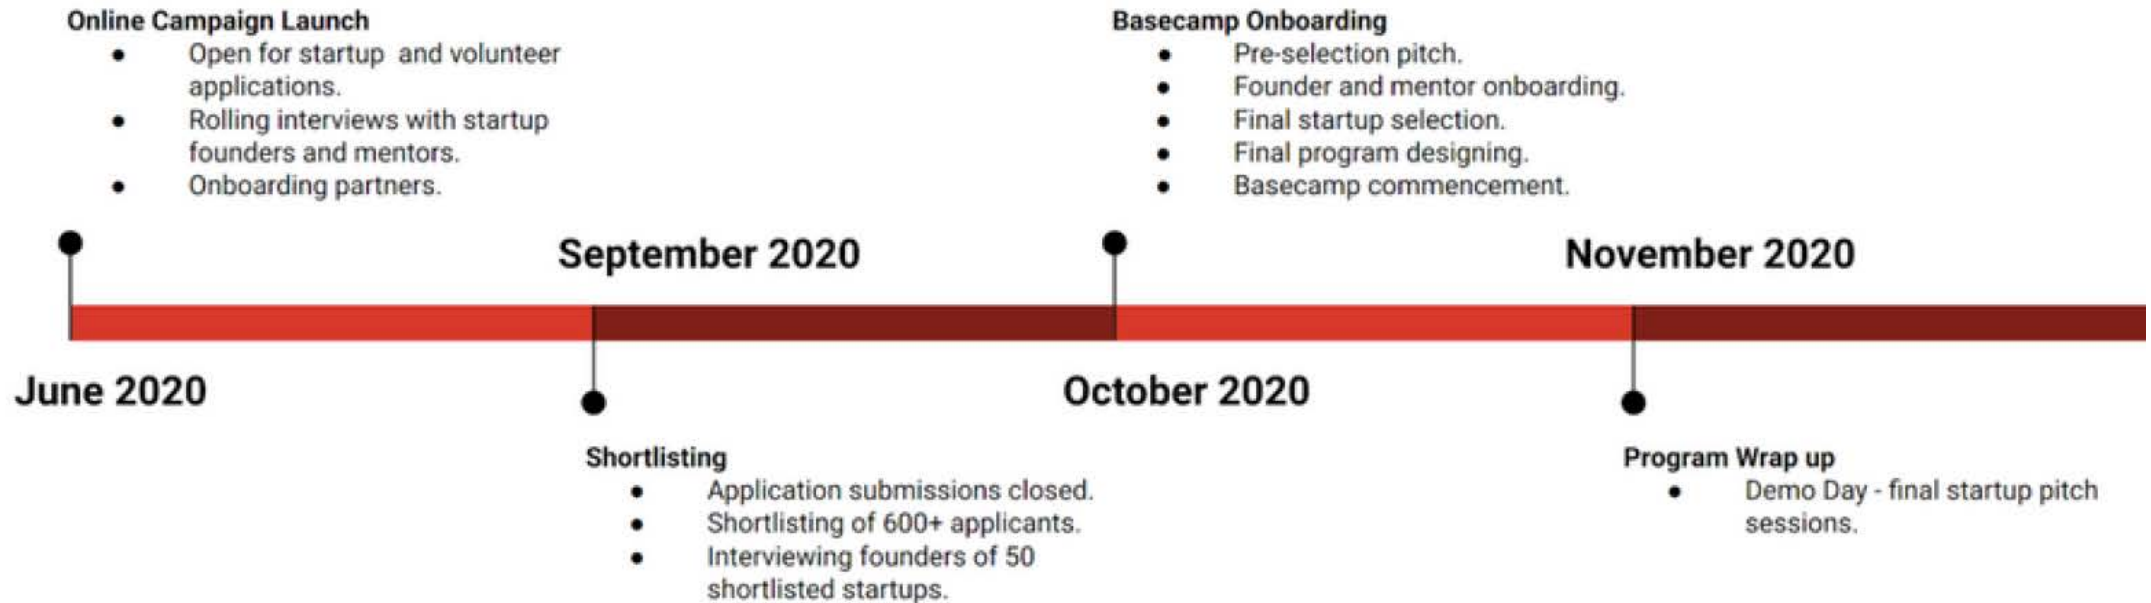 Online Campaign Launch
● Open for startup and volunteer
applications.
● Rolling interviews with startup
founders and mentors.
● Onboarding partners.
Basecamp Onboarding
● Pre-selection pitch.
● Founder and mentor onboarding.
● Final startup selection.
● Final program designing.
● Basecamp commencement.
September 2020
November 2020
June 2020
October 2020
Shortlisting
● Application submissions closed.
● Shortlisting of 600+ applicants.
● Interviewing founders of 50
shortlisted startups.
Program Wrap up
● Demo Day - final startup pitch
sessions.